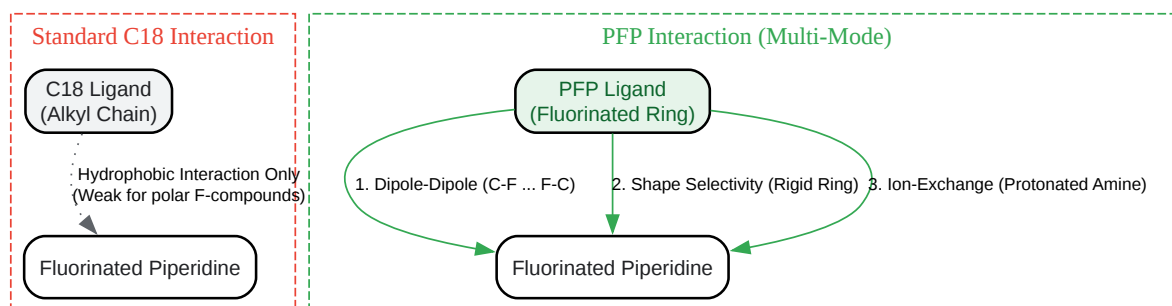 Standard C18 Interaction
C18 Ligand
(Alkyl Chain)
Hydrophobic Interaction Only
(Weak for polar F-compounds)
Fluorinated Piperidine
PFP Interaction (Multi-Mode)
PFP Ligand
(Fluorinated Ring)
1. Dipole-Dipole (C-F ... F-C)
2. Shape Selectivity (Rigid Ring)
3. Ion-Exchange (Protonated Amine)
Fluorinated Piperidine